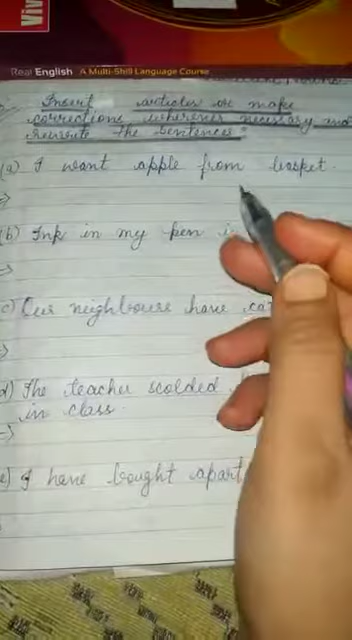 Viv
Real English A Multi-Skill Language Course
Insert articles or make
corrections wherever necessary and
rewrite the sentences:
(a) I want apple from basket.
(b) Ink in my pen
c) Our neighbours have
d) The teacher scolded
in class.
e) I have bought